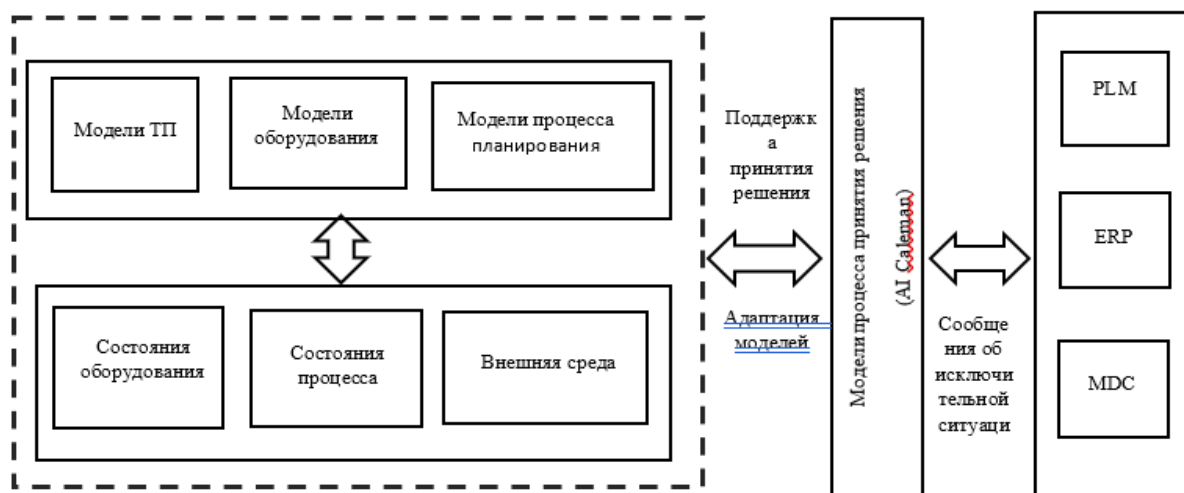 Модели ТП
Модели
оборудования
Модели процесса
планирования
Состояния
оборудования
Состояния
процесса
Внешняя среда
Поддержк
а
принятия
решения
Адаптация
моделей
Модели процесса принятия решения
(AI Caleman)
Сообще
ния об
исключи
тельной
ситуаци
PLM
ERP
MDC